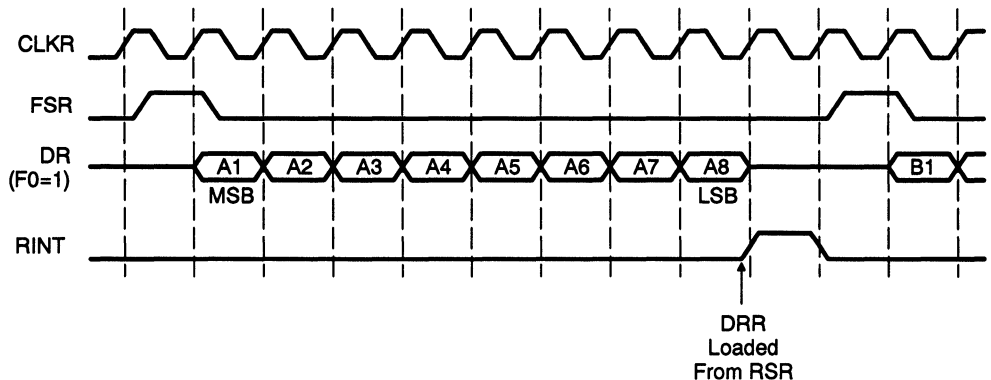 CLKR
FSR
DR
(F0=1)
A1 A2 A3 A4 A5 A6 A7 A8 B1
MSB LSB
RINT
DRR
Loaded
From RSR